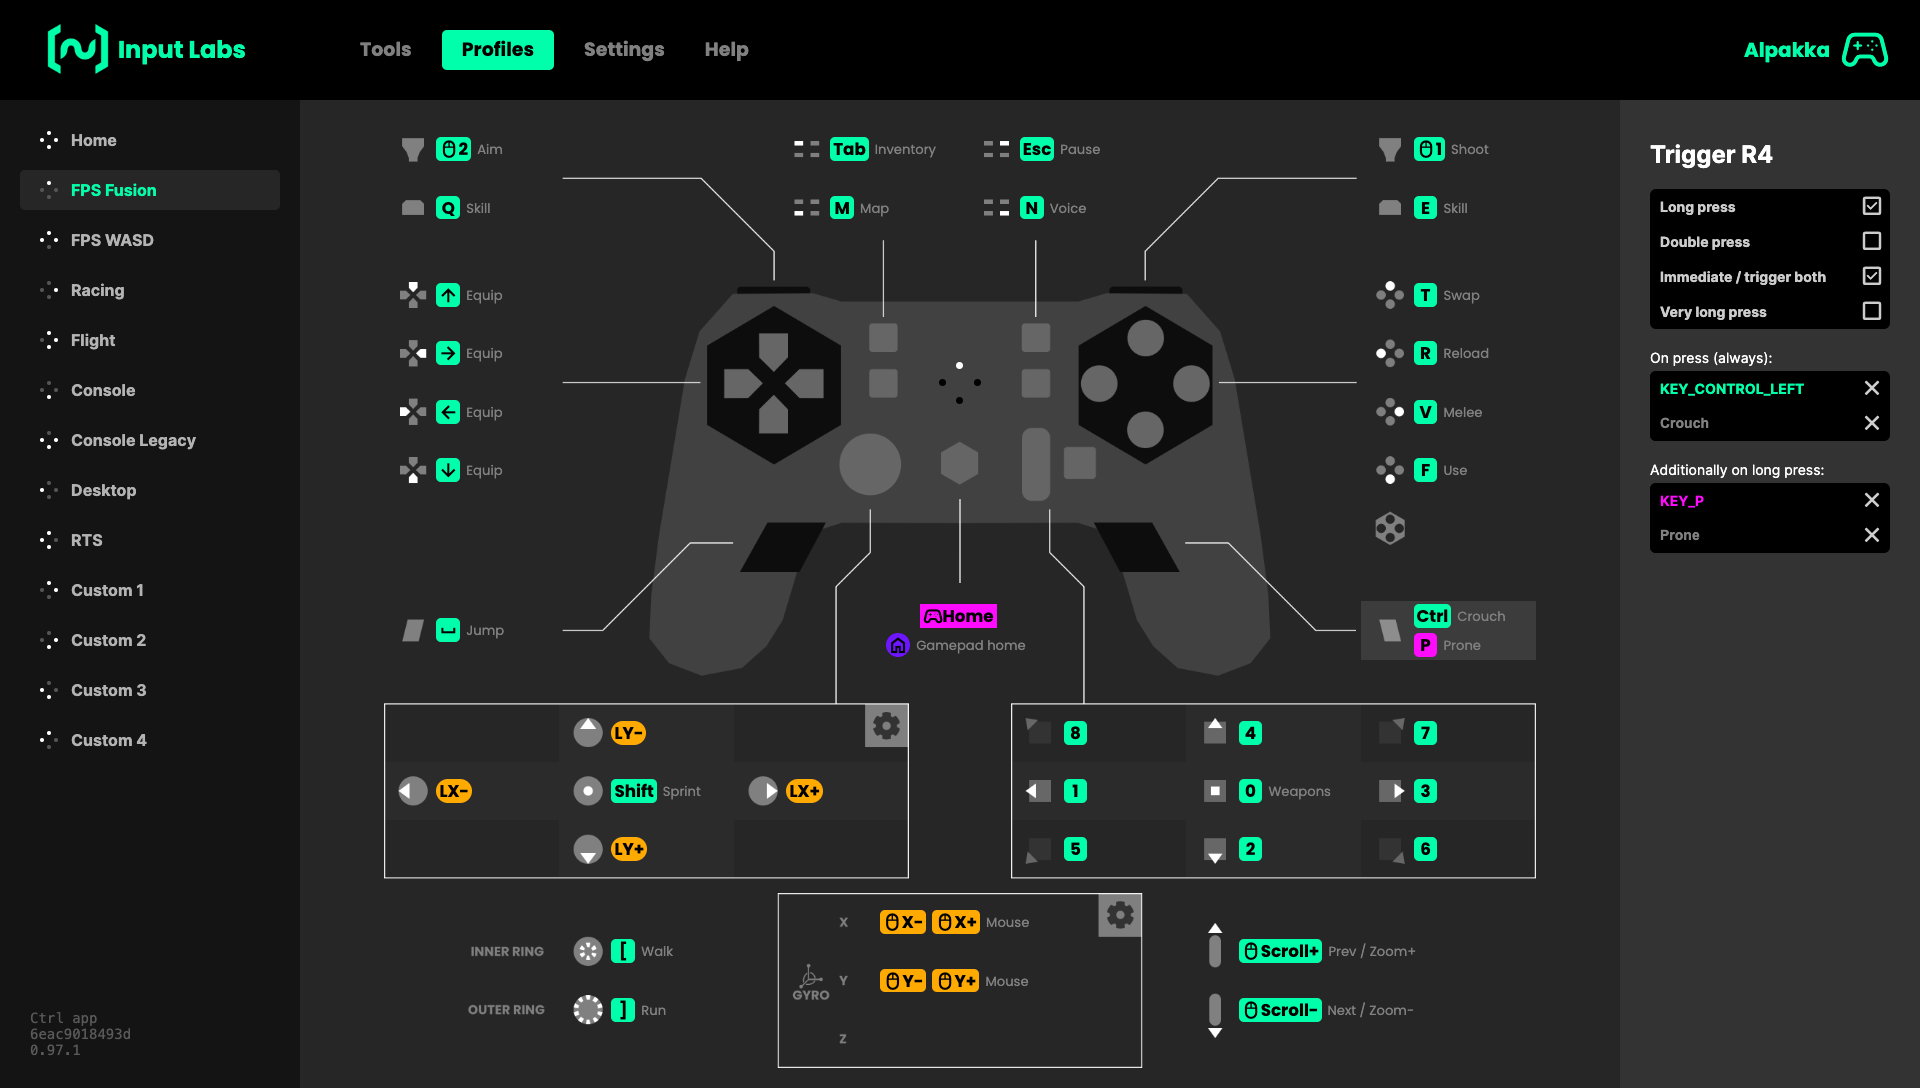 Input Labs
Tools
Profiles
Settings
Help
Alpakka
Home
FPS Fusion
FPS WASD
Racing
Flight
Console
Console Legacy
Desktop
RTS
Custom 1
Custom 2
Custom 3
Custom 4
Ctrl app
6eac9018493d
0.97.1
2 Aim
Q Skill
Tab Inventory
M Map
Esc Pause
N Voice
1 Shoot
E Skill
↑ Equip
→ Equip
← Equip
↓ Equip
T Swap
R Reload
V Melee
F Use
Jump
Home
Gamepad home
Ctrl Crouch
P Prone
LY-
LX-
Shift Sprint
LX+
LY+
8
4
7
1
0 Weapons
3
5
2
6
INNER RING
[ Walk
OUTER RING
] Run
GYRO
X
X- X+ Mouse
Y
Y- Y+ Mouse
Z
Scroll+ Prev / Zoom+
Scroll- Next / Zoom-
Trigger R4
Long press
Double press
Immediate / trigger both
Very long press
On press (always):
KEY_CONTROL_LEFT
Crouch
Additionally on long press:
KEY_P
Prone